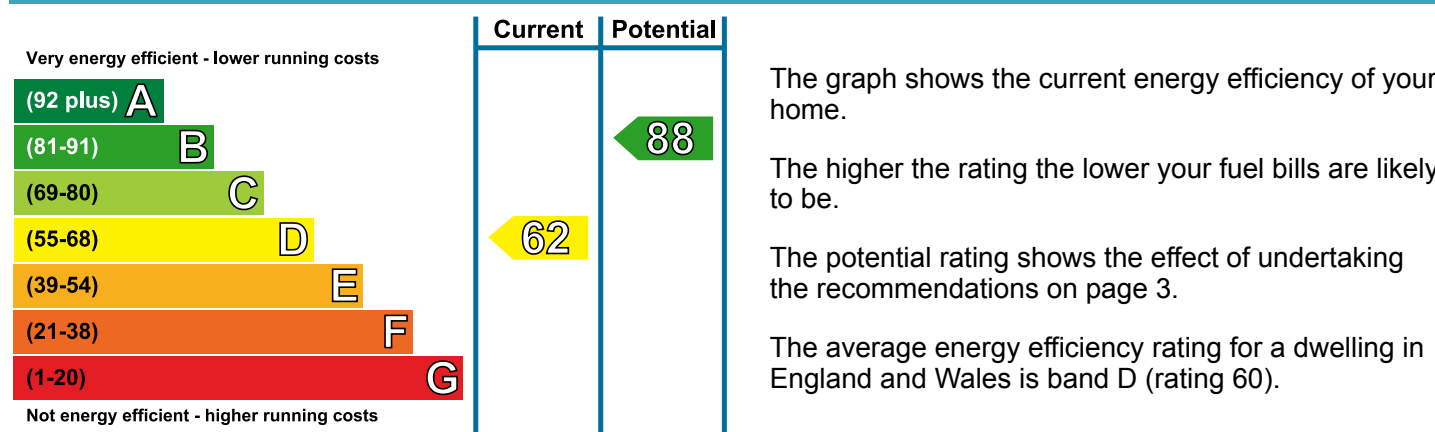 Current Potential
Very energy efficient - lower running costs
(92 plus) A
(81-91) B
(69-80) C
(55-68) D
(39-54) E
(21-38) F
(1-20) G
Not energy efficient - higher running costs
88
62
The graph shows the current energy efficiency of your
home.
The higher the rating the lower your fuel bills are likely
to be.
The potential rating shows the effect of undertaking
the recommendations on page 3.
The average energy efficiency rating for a dwelling in
England and Wales is band D (rating 60).